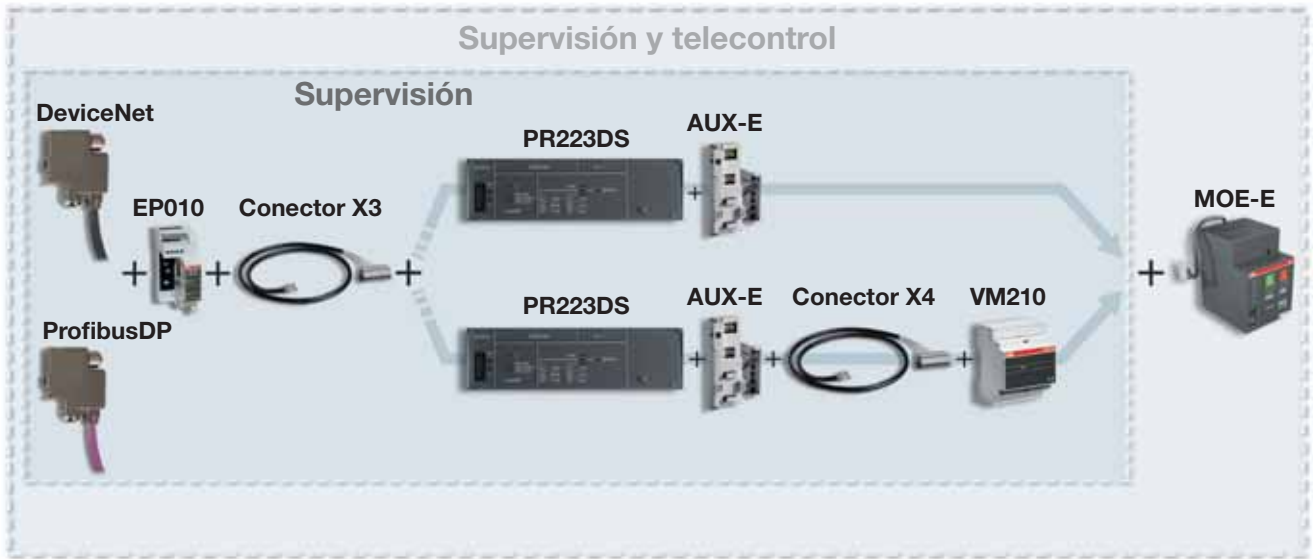 Supervisión y telecontrol
Supervisión
DeviceNet
EP010
Conector X3
PR223DS
AUX-E
MOE-E
PR223DS
AUX-E
Conector X4
VM210
ProfibusDP